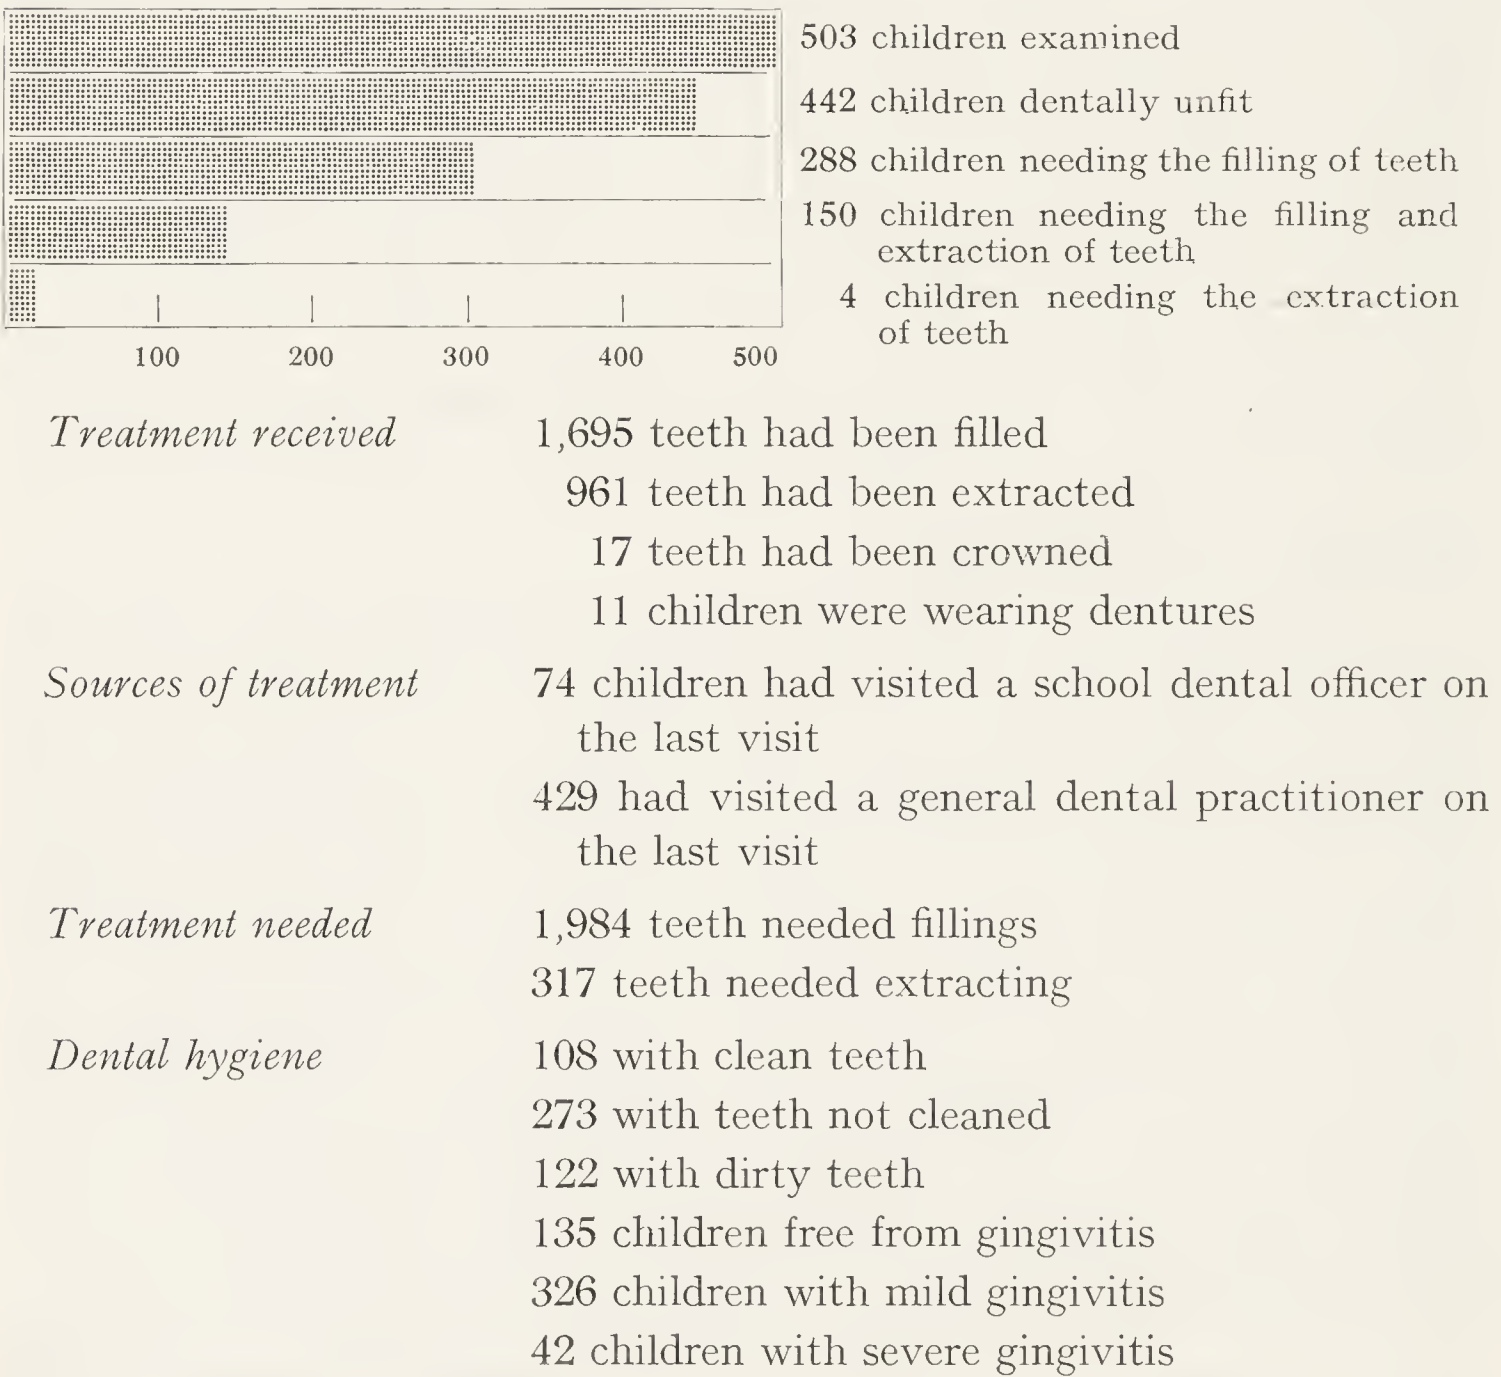 503 children examined
442 children dentally unfit
288 children needing the filling of teeth
150 children needing the filling and
extraction of teeth
4 children needing the extraction
of teeth
100 200 300 400 500
Treatment received 1,695 teeth had been filled
961 teeth had been extracted
17 teeth had been crowned
11 children were wearing dentures
Sources of treatment 74 children had visited a school dental officer on
the last visit
429 had visited a general dental practitioner on
the last visit
Treatment needed 1,984 teeth needed fillings
317 teeth needed extracting
Dental hygiene 108 with clean teeth
273 with teeth not cleaned
122 with dirty teeth
135 children free from gingivitis
326 children with mild gingivitis
42 children with severe gingivitis